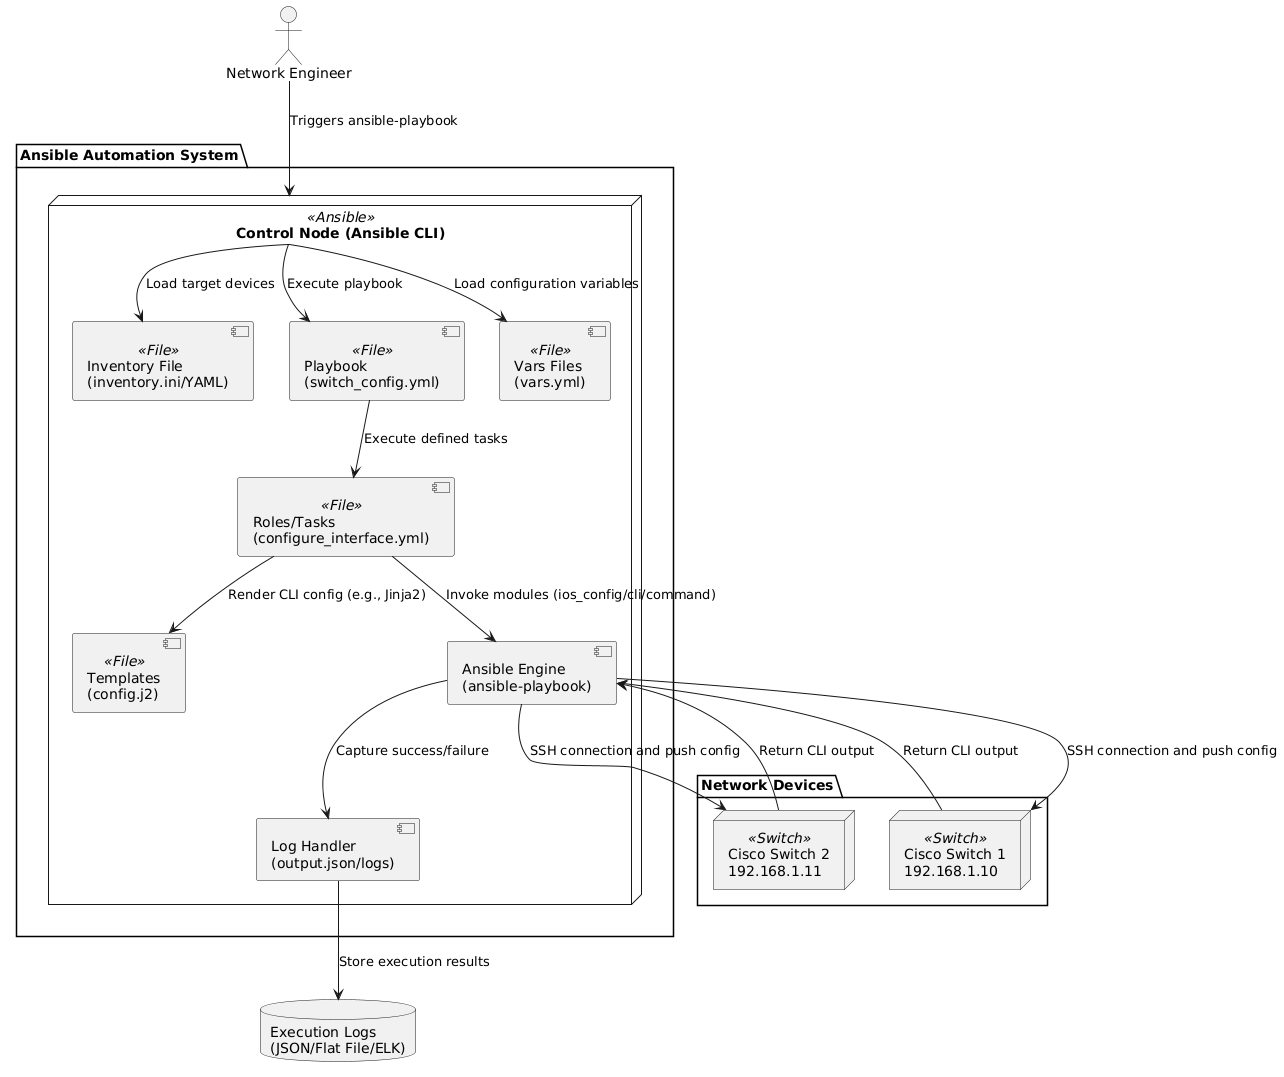 Network Engineer
Triggers ansible-playbook
Ansible Automation System
«Ansible»
Control Node (Ansible CLI)
Load target devices
Execute playbook
Load configuration variables
«File»
Inventory File
(inventory.ini/YAML)
«File»
Playbook
(switch_config.yml)
«File»
Vars Files
(vars.yml)
Execute defined tasks
«File»
Roles/Tasks
(configure_interface.yml)
Render CLI config (e.g., Jinja2)
Invoke modules (ios_config/cli/command)
«File»
Templates
(config.j2)
Ansible Engine
(ansible-playbook)
Capture success/failure
SSH connection and push config
Return CLI output
Return CLI output
SSH connection and push config
Network Devices
«Switch»
Cisco Switch 2
192.168.1.11
«Switch»
Cisco Switch 1
192.168.1.10
Log Handler
(output.json/logs)
Store execution results
Execution Logs
(JSON/Flat File/ELK)